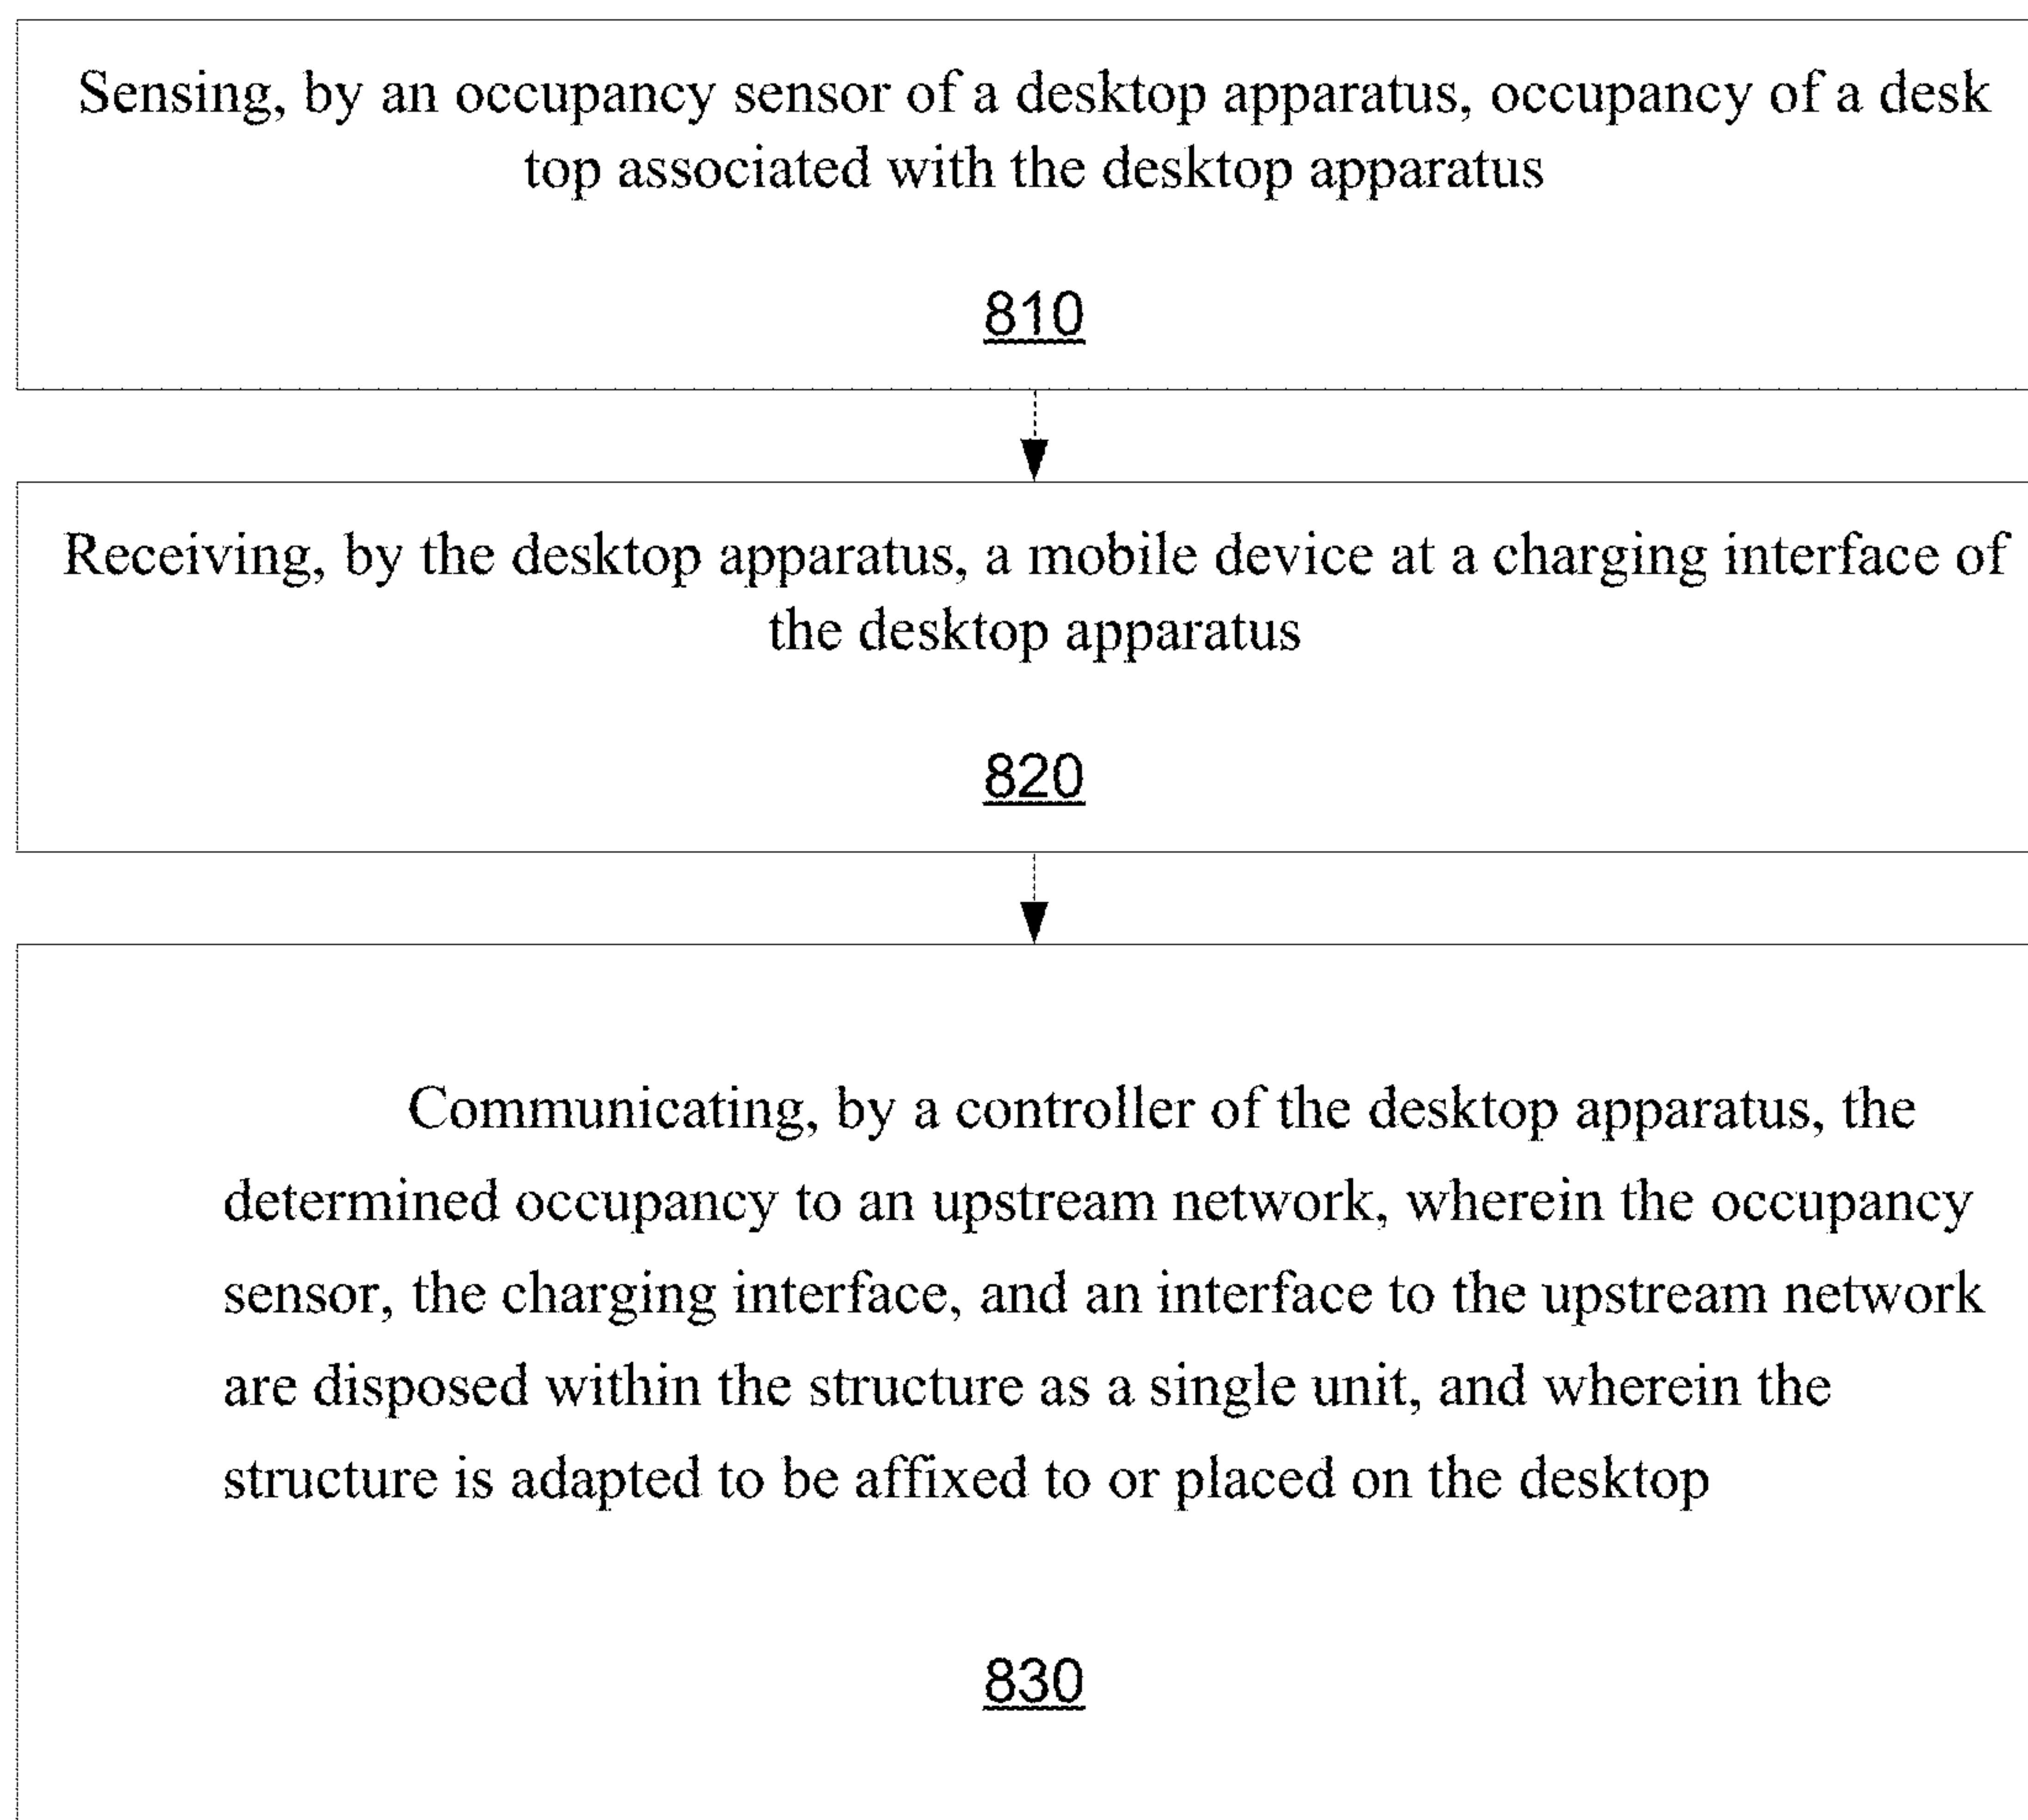 Sensing, by an occupancy sensor of a desktop apparatus, occupancy of a desk
top associated with the desktop apparatus
810
Receiving, by the desktop apparatus, a mobile device at a charging interface of
the desktop apparatus
820
Communicating, by a controller of the desktop apparatus, the
determined occupancy to an upstream network, wherein the occupancy
sensor, the charging interface, and an interface to the upstream network
are disposed within the structure as a single unit, and wherein the
structure is adapted to be affixed to or placed on the desktop
830